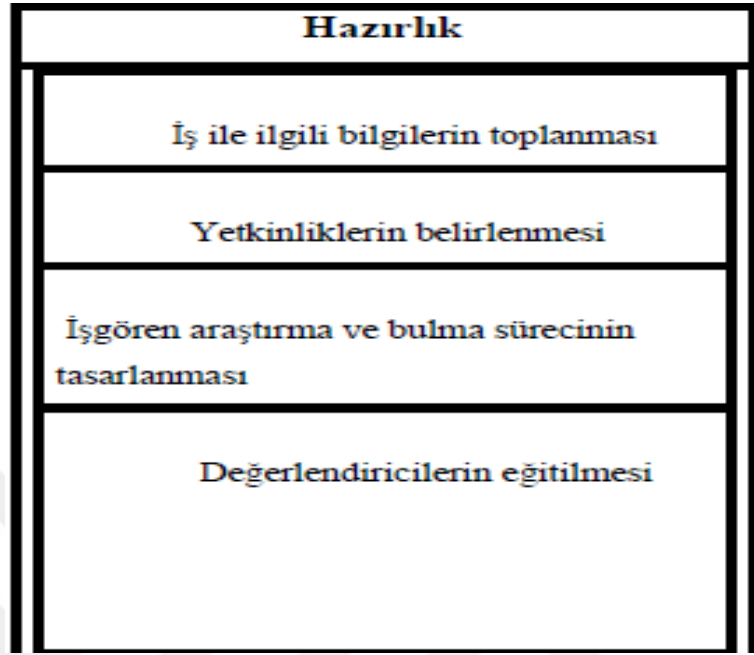 Hazırlık
İş ile ilgili bilgilerin toplanması
Yetkinliklerin belirlenmesi
İşgören araştırma ve bulma sürecinin
tasarlanması
Değerlendiricilerin eğitilmesi